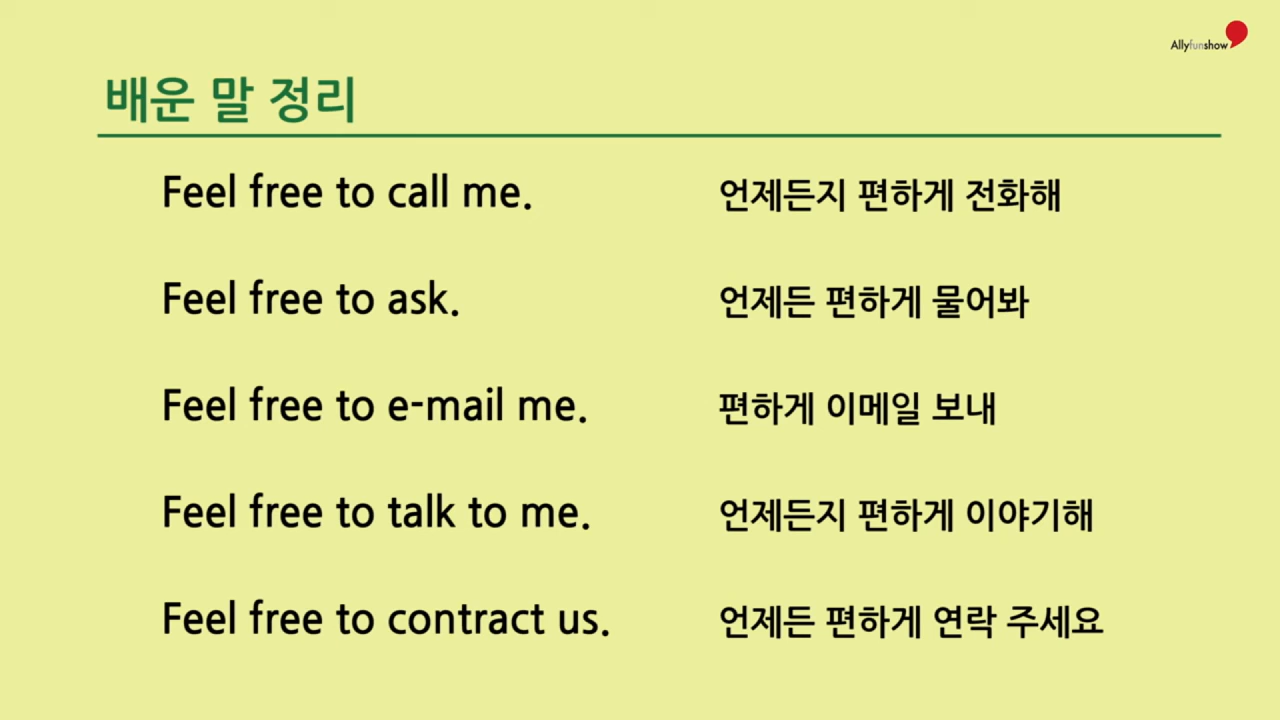 Allyfunshow
배운 말 정리
Feel free to call me. 언제든지 편하게 전화해
Feel free to ask. 언제든 편하게 물어봐
Feel free to e-mail me. 편하게 이메일 보내
Feel free to talk to me. 언제든지 편하게 이야기해
Feel free to contract us. 언제든 편하게 연락 주세요